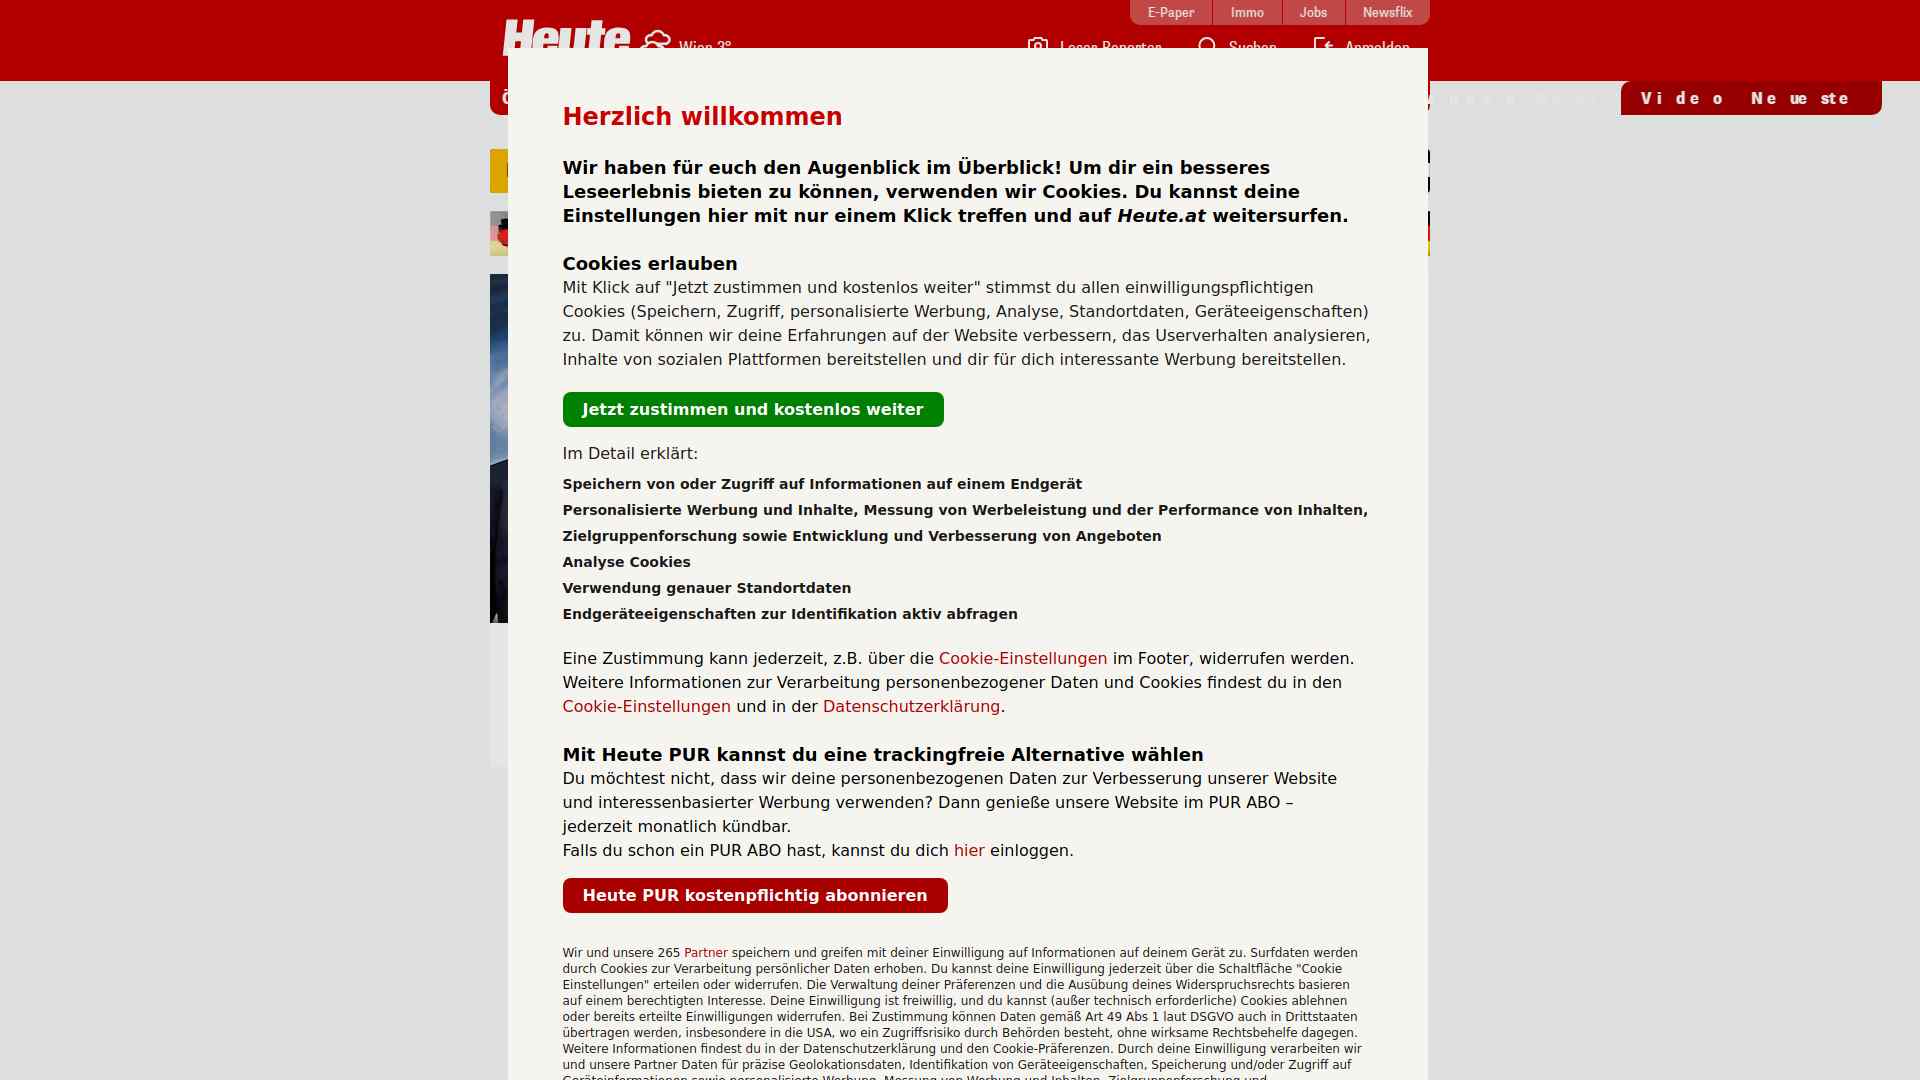 E-Paper Immo Jobs Newsflix
Heute Wien 3° Leser-Reporter Suchen Anmelden
Video Neueste
Herzlich willkommen
Wir haben für euch den Augenblick im Überblick! Um dir ein besseres
Leseerlebnis bieten zu können, verwenden wir Cookies. Du kannst deine
Einstellungen hier mit nur einem Klick treffen und auf Heute.at weitersurfen.
Cookies erlauben
Mit Klick auf "Jetzt zustimmen und kostenlos weiter" stimmst du allen einwilligungspflichtigen
Cookies (Speichern, Zugriff, personalisierte Werbung, Analyse, Standortdaten, Geräteeigenschaften)
zu. Damit können wir deine Erfahrungen auf der Website verbessern, das Userverhalten analysieren,
Inhalte von sozialen Plattformen bereitstellen und dir für dich interessante Werbung bereitstellen.
Jetzt zustimmen und kostenlos weiter
Im Detail erklärt:
Speichern von oder Zugriff auf Informationen auf einem Endgerät
Personalisierte Werbung und Inhalte, Messung von Werbeleistung und der Performance von Inhalten,
Zielgruppenforschung sowie Entwicklung und Verbesserung von Angeboten
Analyse Cookies
Verwendung genauer Standortdaten
Endgeräteeigenschaften zur Identifikation aktiv abfragen
Eine Zustimmung kann jederzeit, z.B. über die Cookie-Einstellungen im Footer, widerrufen werden.
Weitere Informationen zur Verarbeitung personenbezogener Daten und Cookies findest du in den
Cookie-Einstellungen und in der Datenschutzerklärung.
Mit Heute PUR kannst du eine trackingfreie Alternative wählen
Du möchtest nicht, dass wir deine personenbezogenen Daten zur Verbesserung unserer Website
und interessenbasierter Werbung verwenden? Dann genieße unsere Website im PUR ABO –
jederzeit monatlich kündbar.
Falls du schon ein PUR ABO hast, kannst du dich hier einloggen.
Heute PUR kostenpflichtig abonnieren
Wir und unsere 265 Partner speichern und greifen mit deiner Einwilligung auf Informationen auf deinem Gerät zu. Surfdaten werden
durch Cookies zur Verarbeitung persönlicher Daten erhoben. Du kannst deine Einwilligung jederzeit über die Schaltfläche "Cookie
Einstellungen" erteilen oder widerrufen. Die Verwaltung deiner Präferenzen und die Ausübung deines Widerspruchsrechts basieren
auf einem berechtigten Interesse. Deine Einwilligung ist freiwillig, und du kannst (außer technisch erforderliche) Cookies ablehnen
oder bereits erteilte Einwilligungen widerrufen. Bei Zustimmung können Daten gemäß Art 49 Abs 1 laut DSGVO auch in Drittstaaten
übertragen werden, insbesondere in die USA, wo ein Zugriffsrisiko durch Behörden besteht, ohne wirksame Rechtsbehelfe dagegen.
Weitere Informationen findest du in der Datenschutzerklärung und den Cookie-Präferenzen. Durch deine Einwilligung verarbeiten wir
und unsere Partner Daten für präzise Geolokationsdaten, Identifikation von Geräteeigenschaften, Speicherung und/oder Zugriff auf
Geräteinformationen sowie personalisierte Werbung, Messung von Werbung und Inhalten, Zielgruppenforschung und